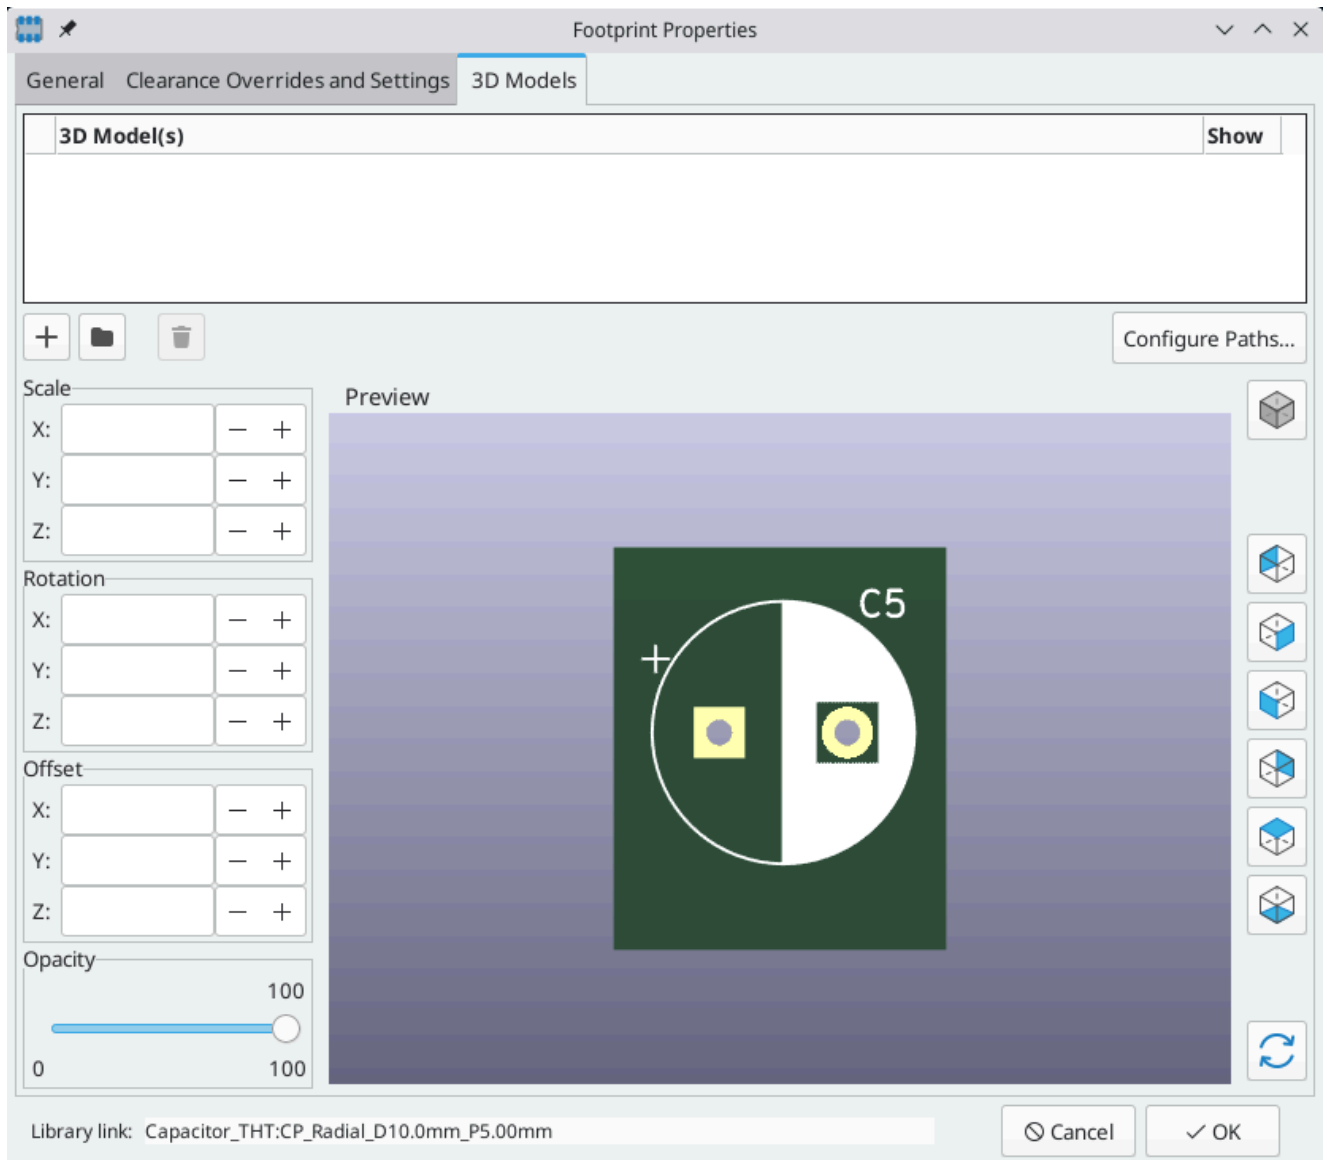 Footprint Properties
General Clearance Overrides and Settings 3D Models
3D Model(s) Show
Configure Paths...
Scale
X:
Y:
Z:
Rotation
X:
Y:
Z:
Offset
X:
Y:
Z:
Opacity
100
0 100
Preview
C5
+
Library link: Capacitor_THT:CP_Radial_D10.0mm_P5.00mm
Cancel OK